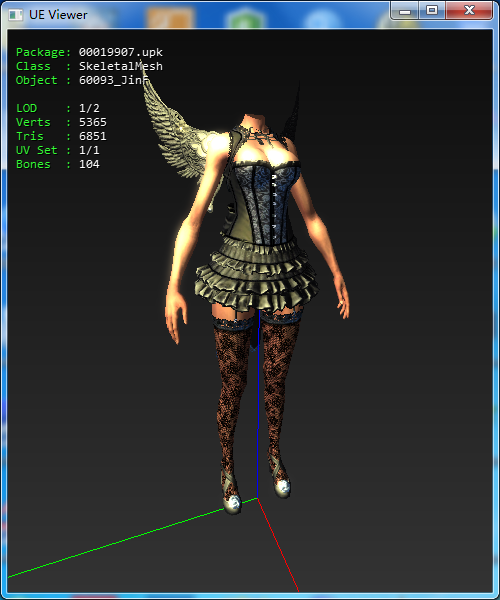 UE Viewer
Package: 00019907.upk
Class : SkeletalMesh
Object : 60093_JinF
LOD : 1/2
Verts : 5365
Tris : 6851
UV Set : 1/1
Bones : 104